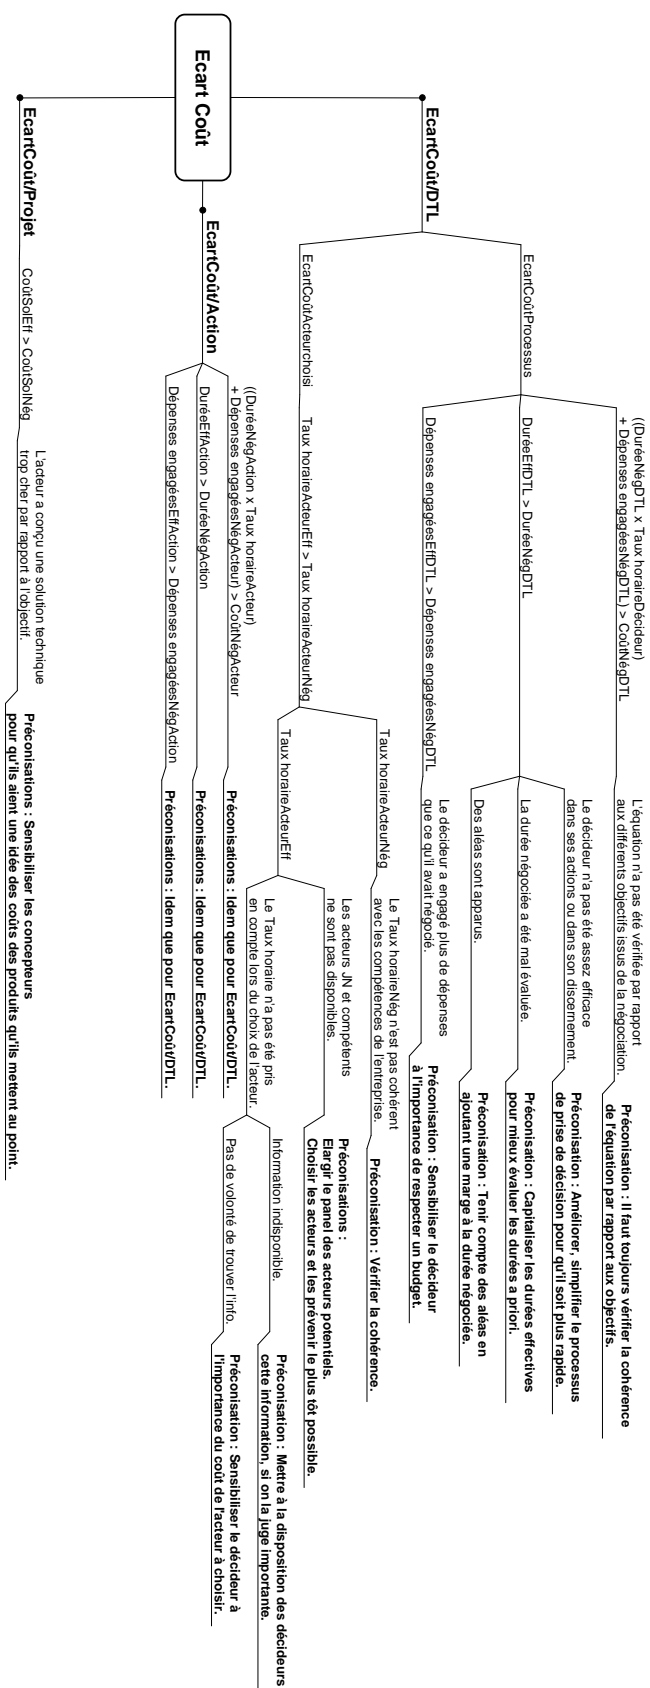 Ecart Coût
EcartCoût/DTL
EcartCoûtProcessus
((DuréeNégDTL x Taux horaireDécideur)
+ Dépenses engagéesNégDTL) > CoûtNégDTL
L'équation n'a pas été vérifiée par rapport
aux différents objectifs issus de la négociation.
Préconisation : Il faut toujours vérifier la cohérence
de l'équation par rapport aux objectifs.
DuréeEffDTL > DuréeNégDTL
Le décideur n'a pas été assez efficace
dans ses actions ou dans son discernement.
Préconisation : Améliorer, simplifier le processus
de prise de décision pour qu'il soit plus rapide.
La durée négociée a été mal évaluée.
Préconisation : Capitaliser les durées effectives
pour mieux évaluer les durées a priori.
Des aléas sont apparus.
Préconisation : Tenir compte des aléas en
ajoutant une marge à la durée négociée.
Dépenses engagéesEffDTL > Dépenses engagéesNégDTL
Le décideur a engagé plus de dépenses
que ce qu'il avait négocié.
Préconisation : Sensibiliser le décideur
à l'importance de respecter un budget.
EcartCoûtActeurchoisi
Taux horaireActeurEff > Taux horaireActeurNég
Taux horaireActeurNég
Le Taux horaireNég n'est pas cohérent
avec les compétences de l'entreprise.
Préconisation : Vérifier la cohérence.
Taux horaireActeurEff
Les acteurs JN et compétents
ne sont pas disponibles.
Préconisations :
Elargir le panel des acteurs potentiels.
Choisir les acteurs et les prévenir le plus tôt possible.
Le Taux horaire n'a pas été pris
en compte lors du choix de l'acteur.
Information indisponible.
Préconisation : Mettre à la disposition des décideurs
cette information, si on la juge importante.
Pas de volonté de trouver l'info.
Préconisation : Sensibiliser le décideur à
l'importance du coût de l'acteur à choisir.
EcartCoût/Action
((DuréeNégAction x Taux horaireActeur)
+ Dépenses engagéesNégActeur) > CoûtNégActeur
Préconisations : Idem que pour EcartCoût/DTL.
DuréeEffAction > DuréeNégAction
Préconisations : Idem que pour EcartCoût/DTL.
Dépenses engagéesEffAction > Dépenses engagéesNégAction
Préconisations : Idem que pour EcartCoût/DTL.
EcartCoût/Projet
CoûtSolEff > CoûtSolNég
L'acteur a conçu une solution technique
trop cher par rapport à l'objectif.
Préconisations : Sensibiliser les concepteurs
pour qu'ils aient une idée des coûts des produits qu'ils mettent au point.